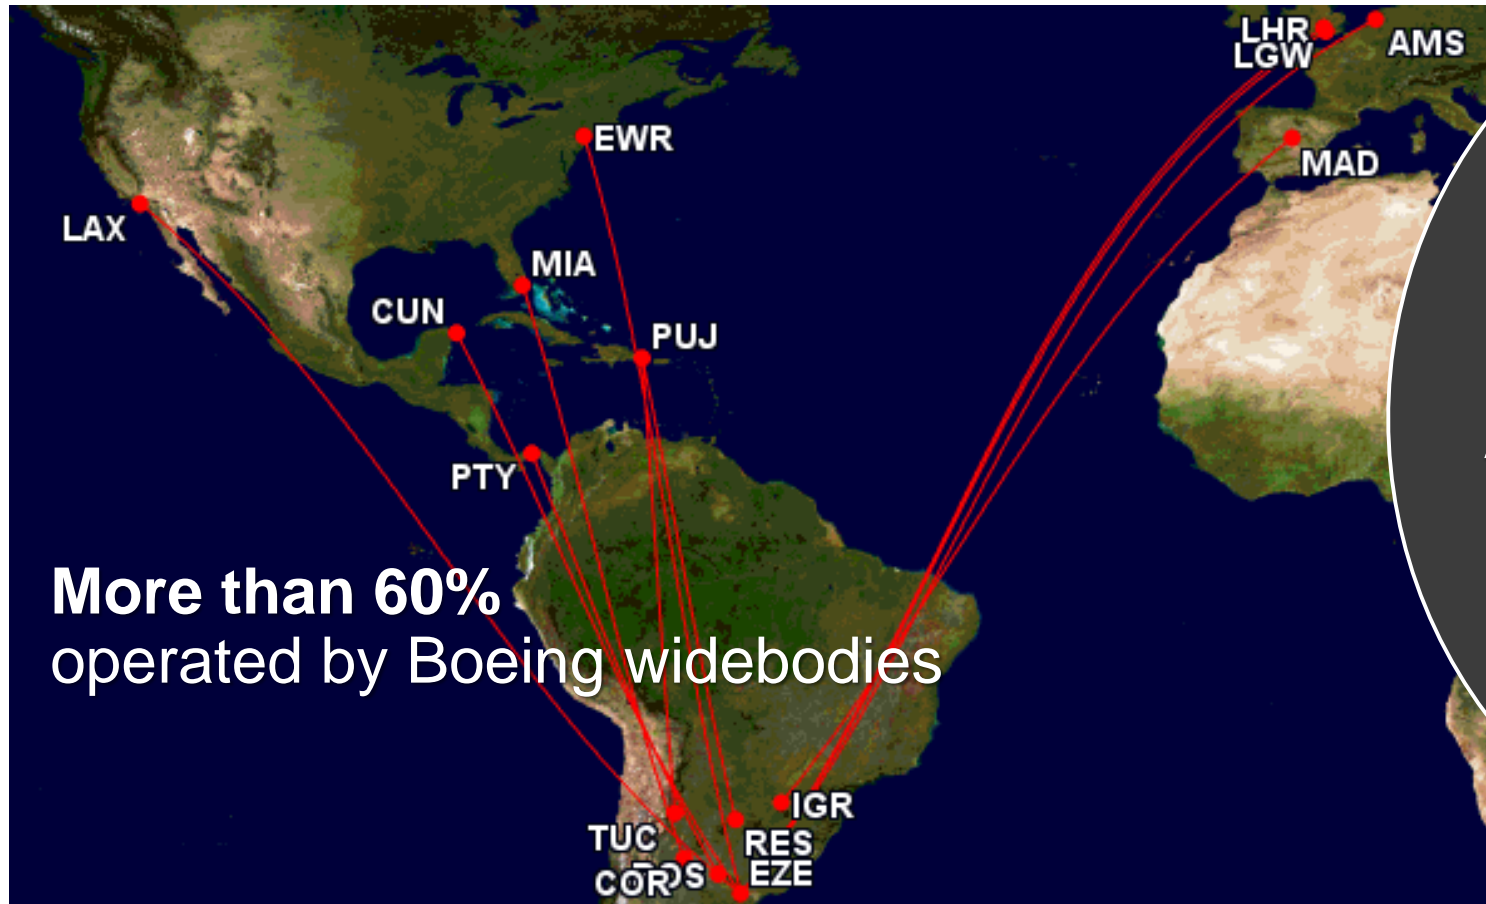 LHR
LGW
AMS
EWR
MAD
LAX
MIA
CUN
PUJ
PTY
More than 60%
operated by Boeing widebodies
IGR
TUC
RES
COR
EZE